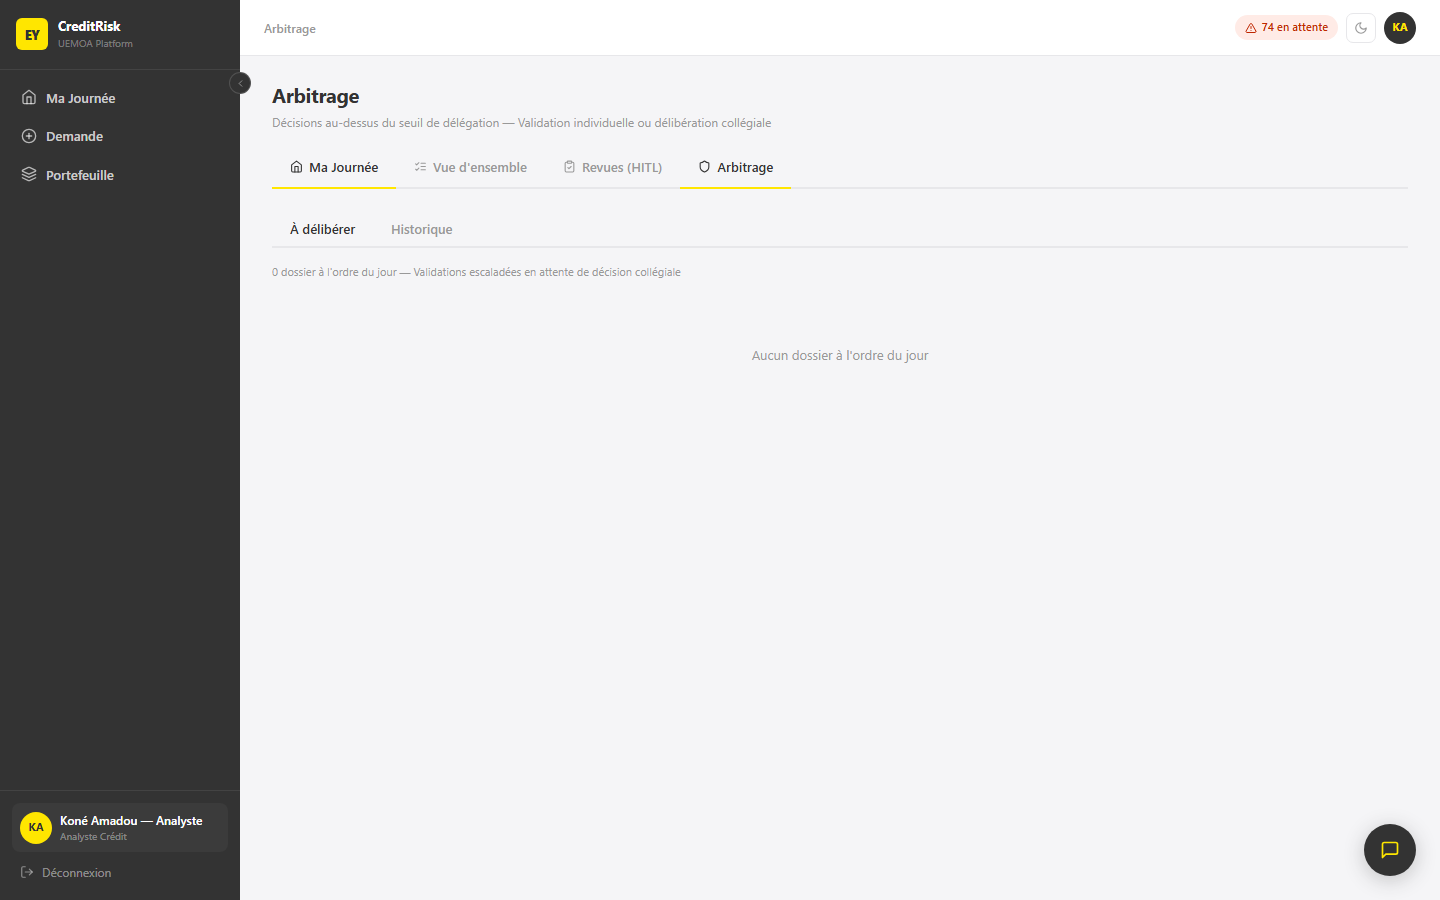 EY
CreditRisk
UEMOA Platform
Ma Journée
Demande
Portefeuille
KA
Koné Amadou — Analyste
Analyste Crédit
Déconnexion
Arbitrage
74 en attente
KA
Arbitrage
Décisions au-dessus du seuil de délégation — Validation individuelle ou délibération collégiale
Ma Journée
Vue d'ensemble
Revues (HITL)
Arbitrage
À délibérer
Historique
0 dossier à l'ordre du jour — Validations escaladées en attente de décision collégiale
Aucun dossier à l'ordre du jour